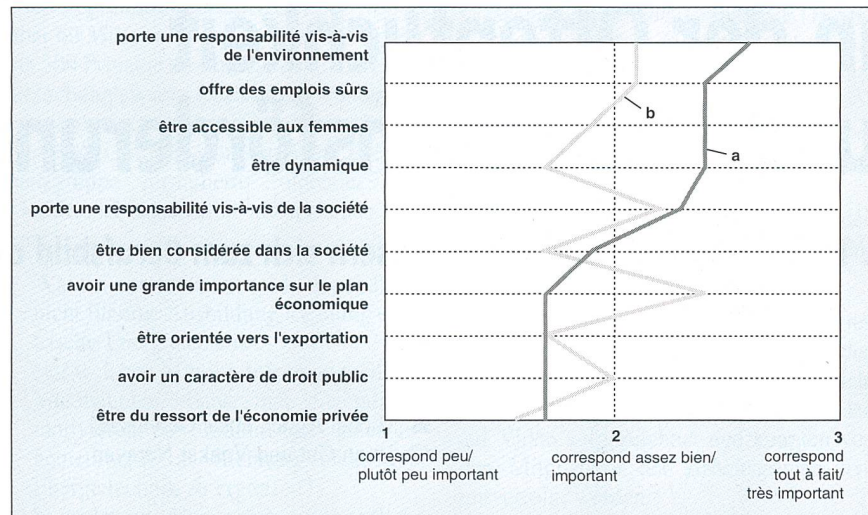 porte une responsabilité vis-à-vis
de l'environnement
offre des emplois sûrs
b
être accessible aux femmes
a
être dynamique
porte une responsabilité vis-à-vis de la société
être bien considérée dans la société
avoir une grande importance sur le plan
économique
être orientée vers l'exportation
avoir un caractère de droit public
être du ressort de l'économie privée
1 2 3
correspond peu/ correspond assez bien/ correspond
plutôt peu important important tout à fait/
très important